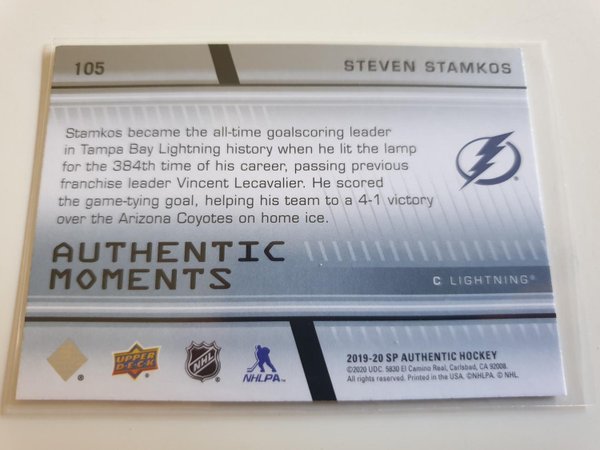 105
STEVEN STAMKOS
Stamkos became the all-time goalscoring leader
in Tampa Bay Lightning history when he lit the lamp
for the 384th time of his career, passing previous
franchise leader Vincent Lecavalier. He scored
the game-tying goal, helping his team to a 4-1 victory
over the Arizona Coyotes on home ice.
AUTHENTIC
MOMENTS
C LIGHTNING®
UPPER
DECK
NHL
NHLPA
2019-20 SP AUTHENTIC HOCKEY
©2020 UDC. 5830 El Camino Real, Carlsbad, CA 92008.
All rights reserved. Printed in the USA. ©NHLPA. © NHL.